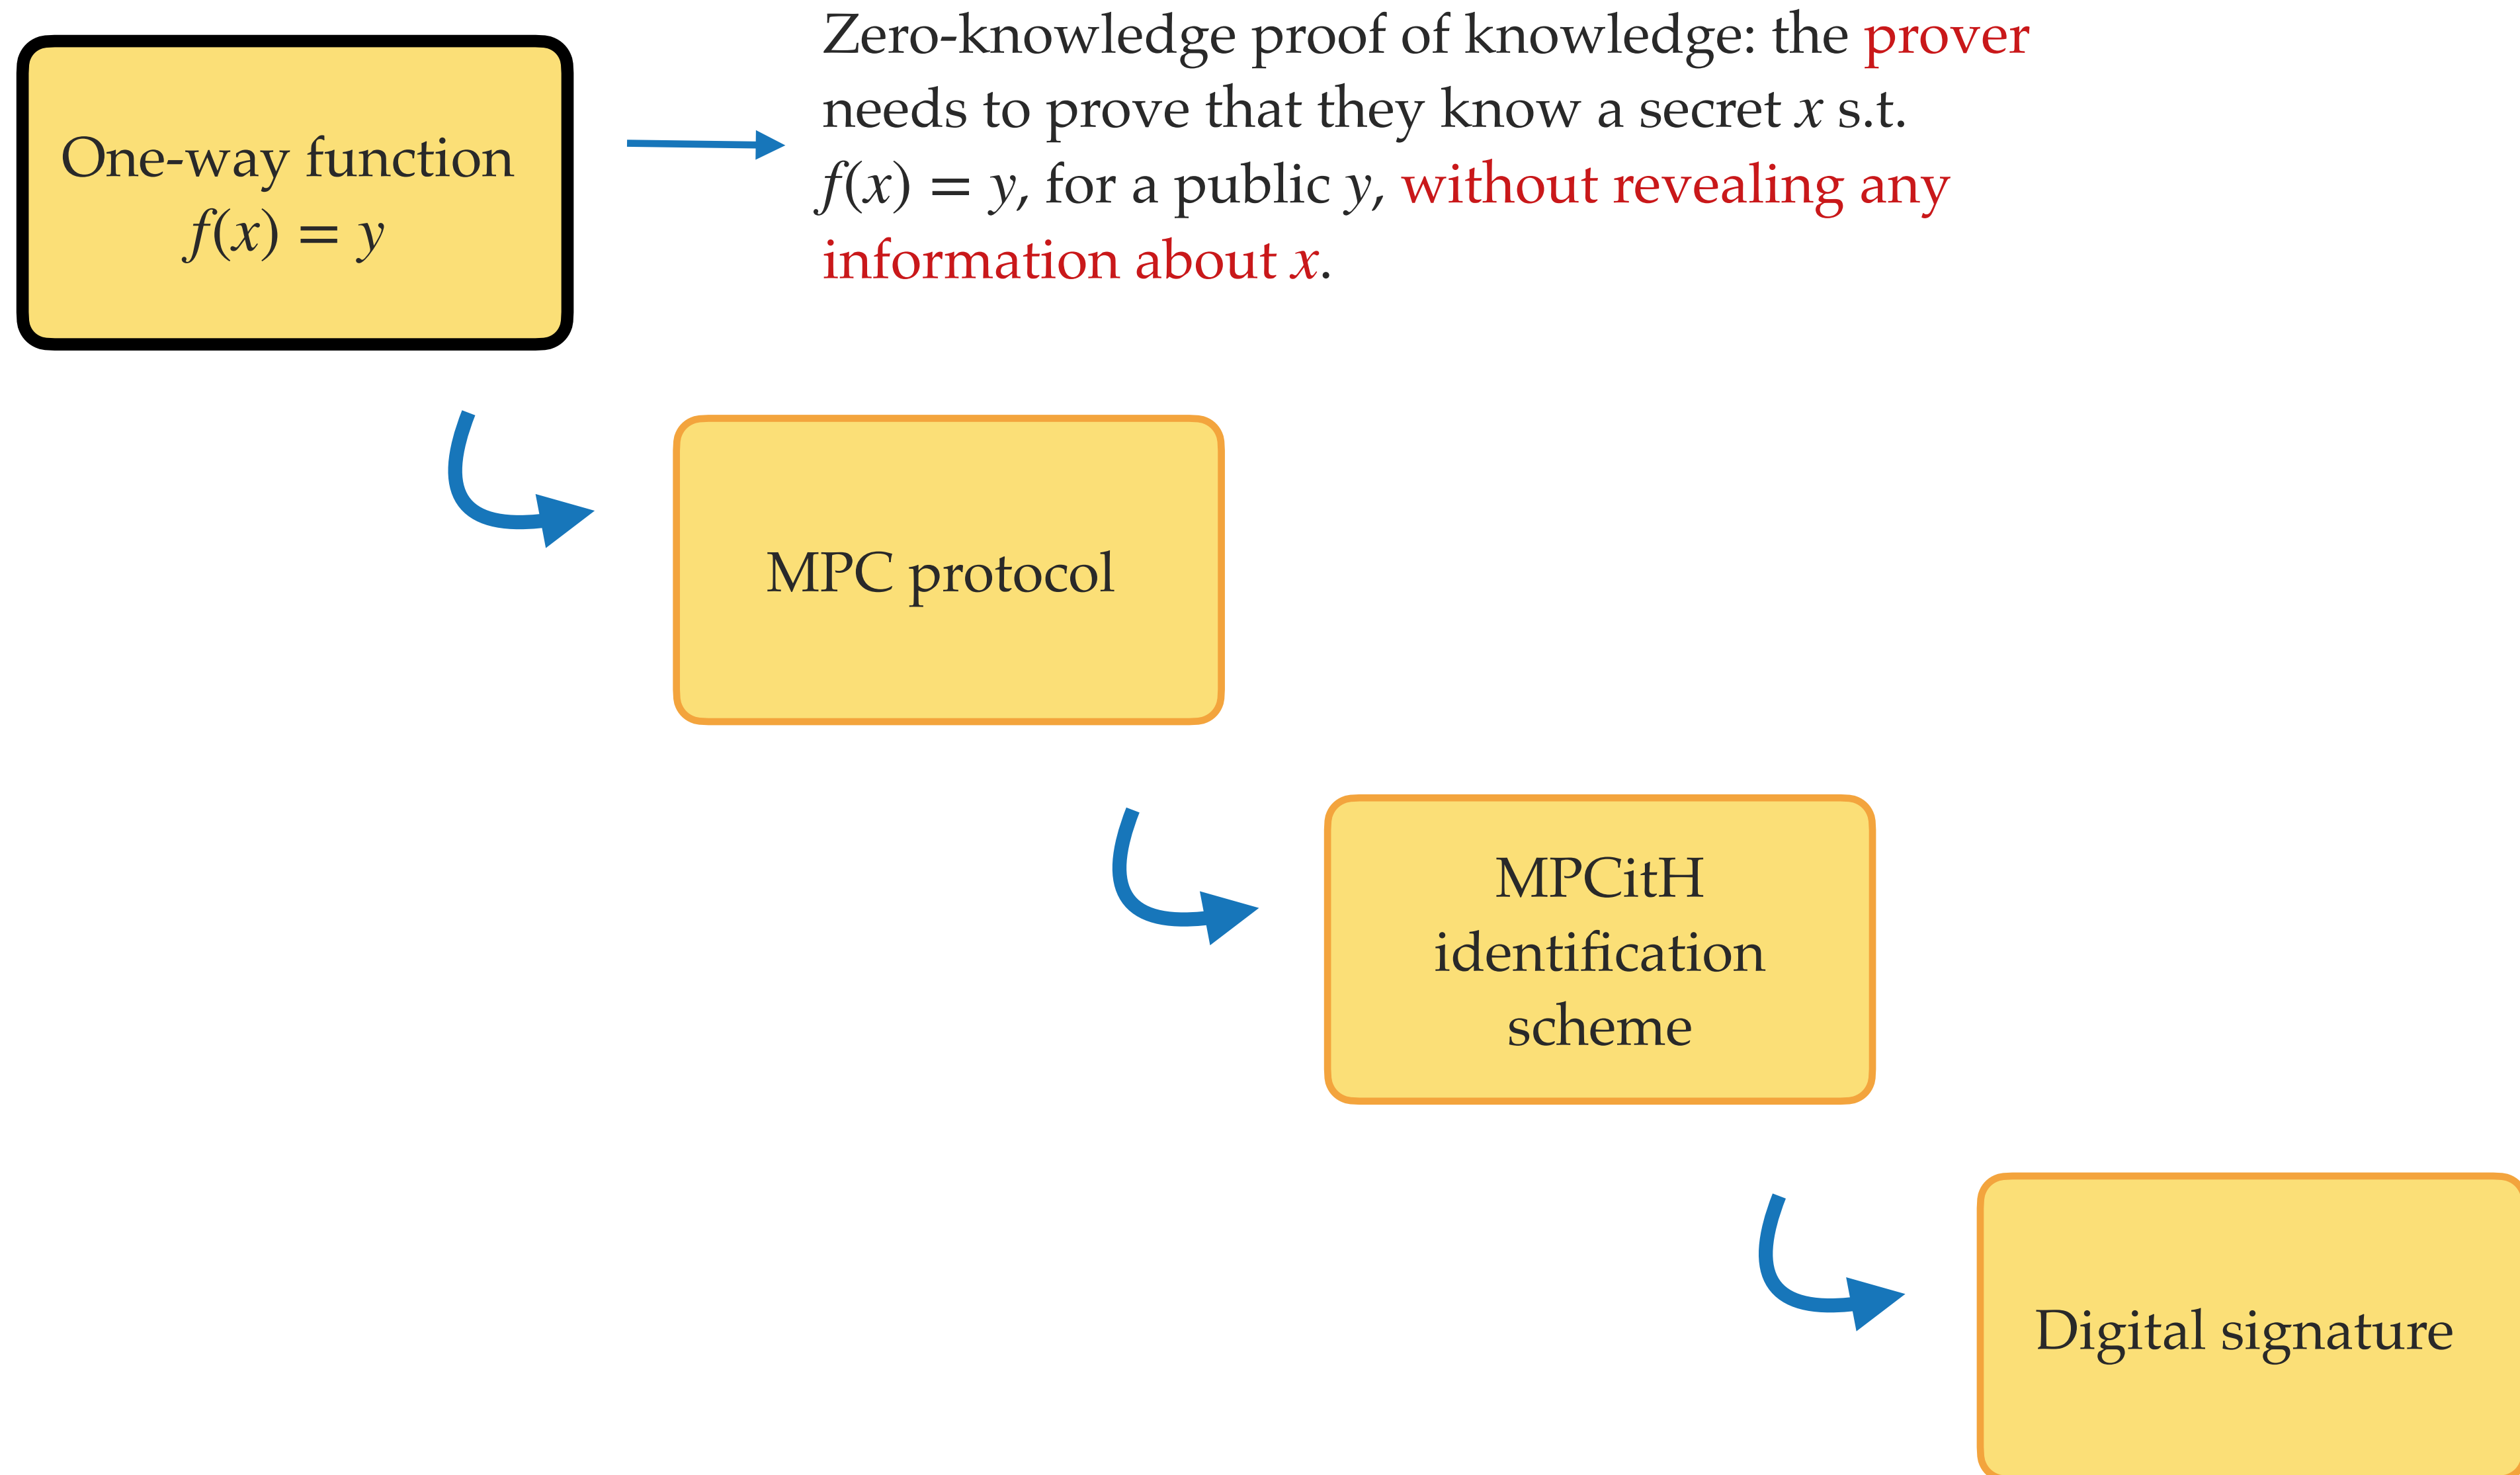 One-way function
f(x) = y
Zero-knowledge proof of knowledge: the prover
needs to prove that they know a secret x s.t.
f(x) = y, for a public y, without revealing any
information about x.
MPC protocol
MPCitH
identification
scheme
Digital signature